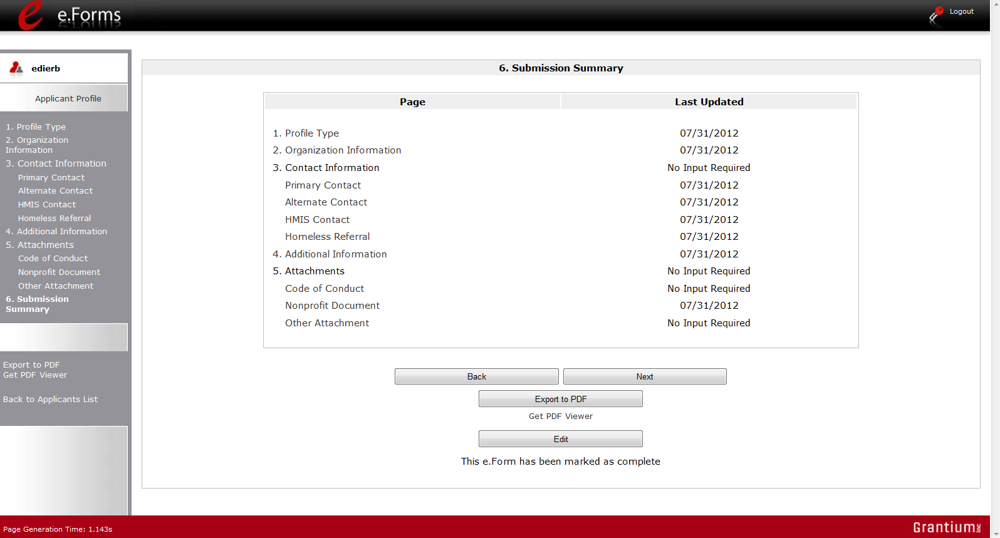 e e.Forms
Logout
edierb
Applicant Profile
1. Profile Type
2. Organization
Information
3. Contact Information
Primary Contact
Alternate Contact
HMIS Contact
Homeless Referral
4. Additional Information
5. Attachments
Code of Conduct
Nonprofit Document
Other Attachment
6. Submission
Summary
Export to PDF
Get PDF Viewer
Back to Applicants List
6. Submission Summary
Page Last Updated
1. Profile Type 07/31/2012
2. Organization Information 07/31/2012
3. Contact Information No Input Required
Primary Contact 07/31/2012
Alternate Contact 07/31/2012
HMIS Contact 07/31/2012
Homeless Referral 07/31/2012
4. Additional Information 07/31/2012
5. Attachments No Input Required
Code of Conduct No Input Required
Nonprofit Document 07/31/2012
Other Attachment No Input Required
Back Next
Export to PDF
Get PDF Viewer
Edit
This e.Form has been marked as complete
Page Generation Time: 1.143s
Grantium inc